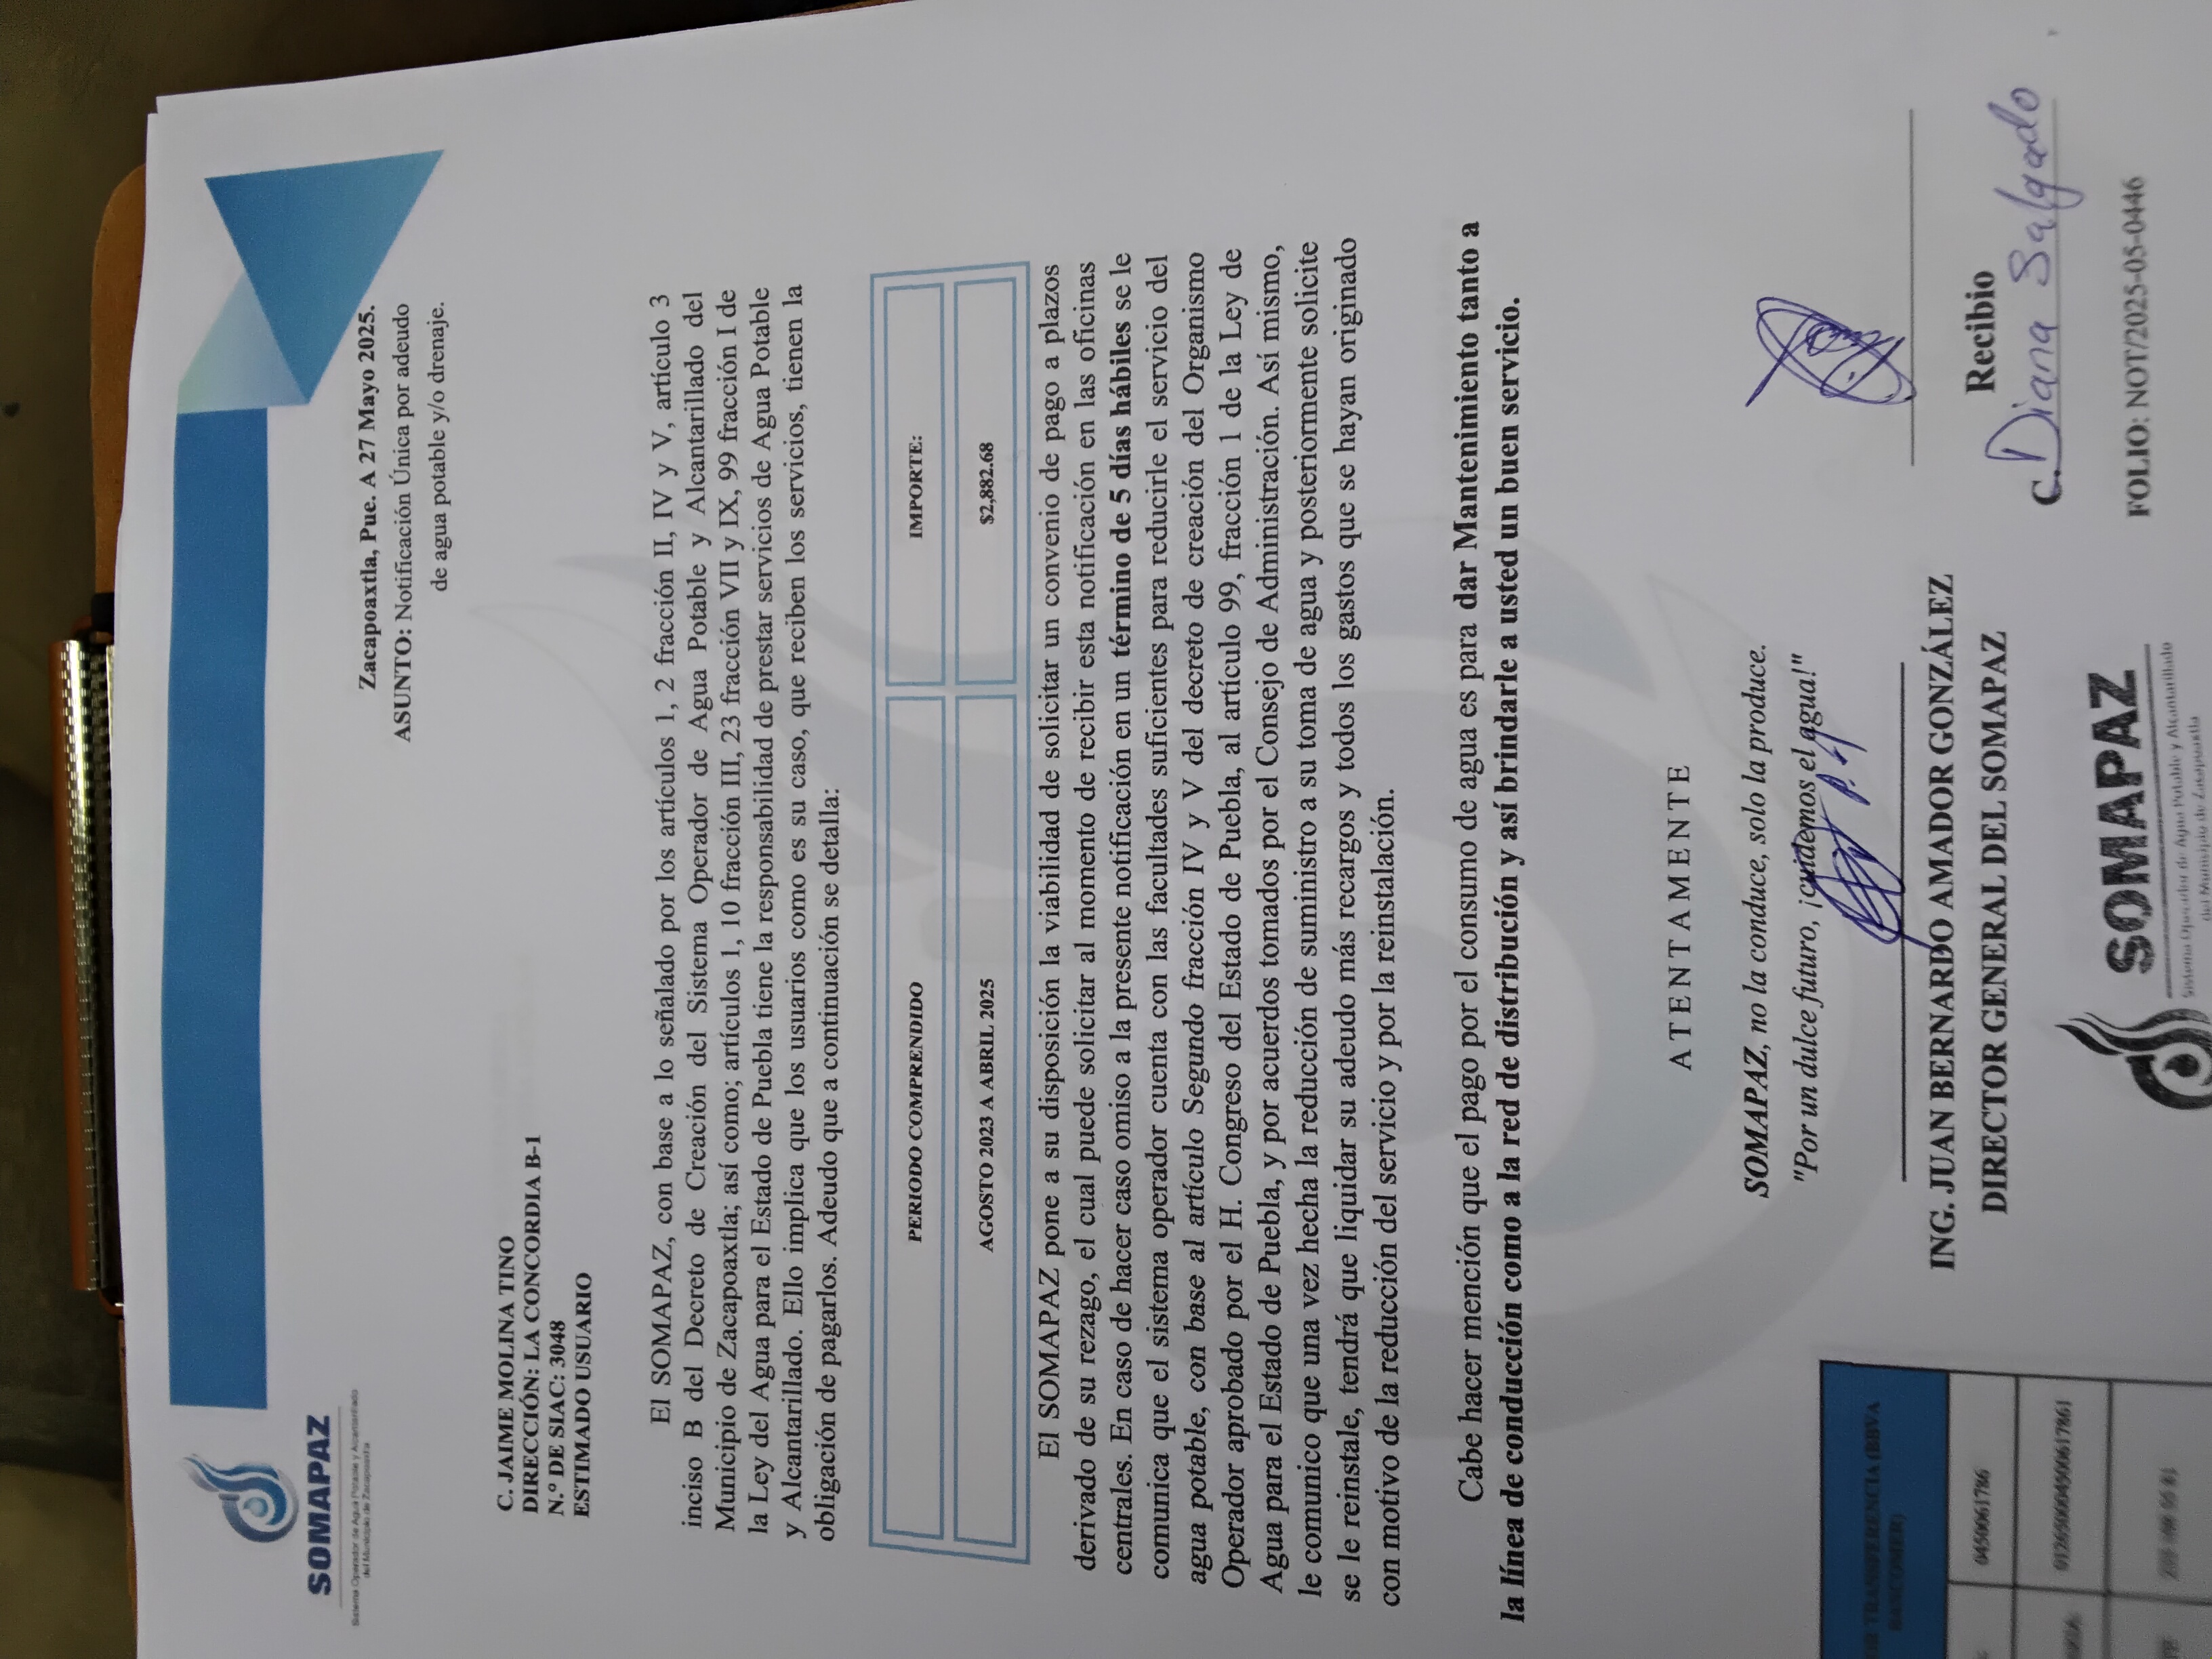 SOMAPAZ
Sistema Operador de Agua Potable y Alcantarillado
del Municipio de Zacapoaxtla
Zacapoaxtla, Pue. A 27 Mayo 2025.
ASUNTO: Notificación Única por adeudo
de agua potable y/o drenaje.
C. JAIME MOLINA TINO
DIRECCIÓN: LA CONCORDIA B-1
N.º DE SIAC: 3048
ESTIMADO USUARIO
El SOMAPAZ, con base a lo señalado por los artículos 1, 2 fracción II, IV y V, artículo 3
inciso B del Decreto de Creación del Sistema Operador de Agua Potable y Alcantarillado del
Municipio de Zacapoaxtla; así como; artículos 1, 10 fracción III, 23 fracción VII y IX, 99 fracción I de
la Ley del Agua para el Estado de Puebla tiene la responsabilidad de prestar servicios de Agua Potable
y Alcantarillado. Ello implica que los usuarios como es su caso, que reciben los servicios, tienen la
obligación de pagarlos. Adeudo que a continuación se detalla:
PERIODO COMPRENDIDO IMPORTE:
AGOSTO 2023 A ABRIL 2025 $2,882.68
El SOMAPAZ pone a su disposición la viabilidad de solicitar un convenio de pago a plazos
derivado de su rezago, el cual puede solicitar al momento de recibir esta notificación en las oficinas
centrales. En caso de hacer caso omiso a la presente notificación en un término de 5 días hábiles se le
comunica que el sistema operador cuenta con las facultades suficientes para reducirle el servicio del
agua potable, con base al artículo Segundo fracción IV y V del decreto de creación del Organismo
Operador aprobado por el H. Congreso del Estado de Puebla, al artículo 99, fracción 1 de la Ley de
Agua para el Estado de Puebla, y por acuerdos tomados por el Consejo de Administración. Así mismo,
le comunico que una vez hecha la reducción de suministro a su toma de agua y posteriormente solicite
se le reinstale, tendrá que liquidar su adeudo más recargos y todos los gastos que se hayan originado
con motivo de la reducción del servicio y por la reinstalación.
Cabe hacer mención que el pago por el consumo de agua es para dar Mantenimiento tanto a
la línea de conducción como a la red de distribución y así brindarle a usted un buen servicio.
ATENTAMENTE
SOMAPAZ, no la conduce, solo la produce.
"Por un dulce futuro, ¡cuidemos el agua!"
P.A
ING. JUAN BERNARDO AMADOR GONZÁLEZ
DIRECTOR GENERAL DEL SOMAPAZ
OR TRANSFERENCIA (BBVA
BANCOMER)
0450061786
012650004500617861
Recibio
C. Diana Salgado
FOLIO: NOT/2025-05-0446
SOMAPAZ
Sistema Operador de Agua Potable y Alcantarillado
del Municipio de Zacapoaxtla